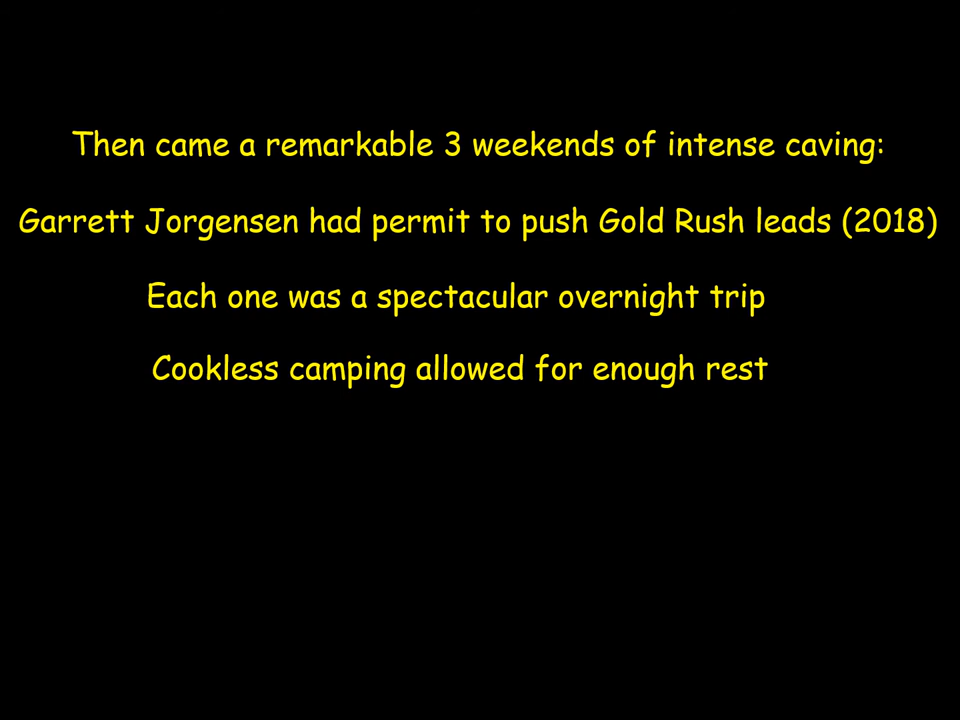 Then came a remarkable 3 weekends of intense caving:
Garrett Jorgensen had permit to push Gold Rush leads (2018)
Each one was a spectacular overnight trip
Cookless camping allowed for enough rest